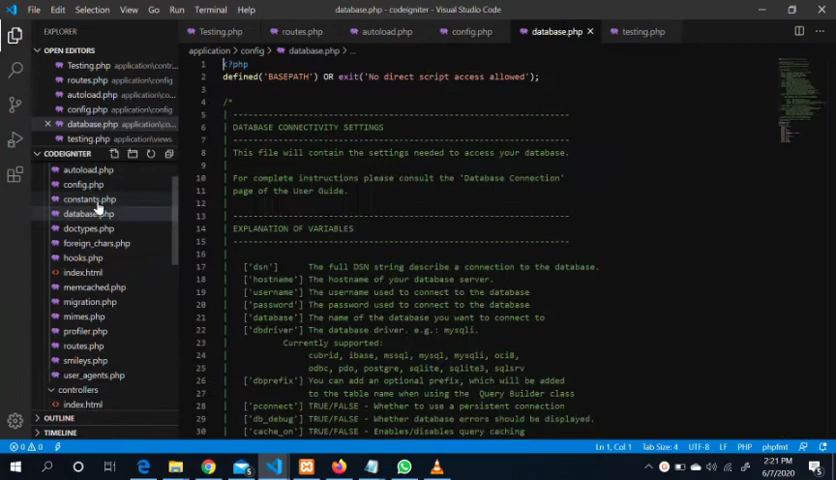 File Edit Selection View Go Run Terminal Help database.php - codeigniter - Visual Studio Code
EXPLORER
OPEN EDITORS
Testing.php application\contr...
routes.php application\config
autoload.php application\co...
config.php application\config
database.php application\co...
testing.php application\views
CODEIGNITER
autoload.php
config.php
constants.php
database.php
doctypes.php
foreign_chars.php
hooks.php
index.html
memcached.php
migration.php
mimes.php
profiler.php
routes.php
smileys.php
user_agents.php
controllers
index.html
OUTLINE
TIMELINE
Testing.php routes.php autoload.php config.php database.php testing.php
application > config > database.php ...
1 <?php
2 defined('BASEPATH') OR exit('No direct script access allowed');
3
4 /*
5 | -------------------------------------------------------------------
6 | DATABASE CONNECTIVITY SETTINGS
7 | -------------------------------------------------------------------
8 | This file will contain the settings needed to access your database.
9 |
10 | For complete instructions please consult the 'Database Connection'
11 | page of the User Guide.
12 |
13 | -------------------------------------------------------------------
14 | EXPLANATION OF VARIABLES
15 | -------------------------------------------------------------------
16 |
17 | ['dsn'] The full DSN string describe a connection to the database.
18 | ['hostname'] The hostname of your database server.
19 | ['username'] The username used to connect to the database
20 | ['password'] The password used to connect to the database
21 | ['database'] The name of the database you want to connect to
22 | ['dbdriver'] The database driver. e.g.: mysqli.
23 | Currently supported:
24 | cubrid, ibase, mssql, mysql, mysqli, oci8,
25 | odbc, pdo, postgre, sqlite, sqlite3, sqlsrv
26 | ['dbprefix'] You can add an optional prefix, which will be added
27 | to the table name when using the Query Builder class
28 | ['pconnect'] TRUE/FALSE - Whether to use a persistent connection
29 | ['db_debug'] TRUE/FALSE - Whether database errors should be displayed.
30 | ['cache_on'] TRUE/FALSE - Enables/disables query caching
0 0 Ln 1, Col 1 Tab Size: 4 UTF-8 LF PHP phpfmt
2:21 PM
6/7/2020